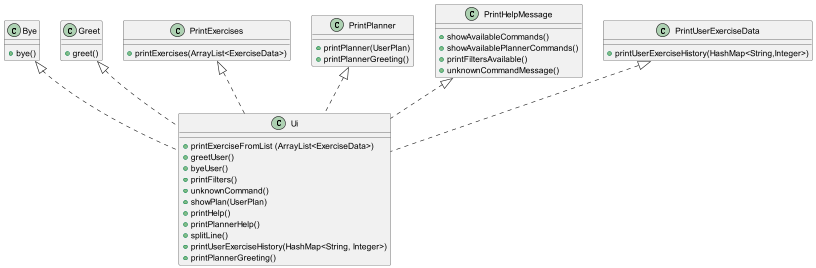 C Bye
bye()
C Greet
greet()
C PrintExercises
printExercises(ArrayList<ExerciseData>)
C PrintPlanner
printPlanner(UserPlan)
printPlannerGreeting()
C PrintHelpMessage
showAvailableCommands()
showAvailablePlannerCommands()
printFiltersAvailable()
unknownCommandMessage()
C PrintUserExerciseData
printUserExerciseHistory(HashMap<String,Integer>)
C Ui
printExerciseFromList (ArrayList<ExerciseData>)
greetUser()
byeUser()
printFilters()
unknownCommand()
showPlan(UserPlan)
printHelp()
printPlannerHelp()
splitLine()
printUserExerciseHistory(HashMap<String, Integer>)
printPlannerGreeting()